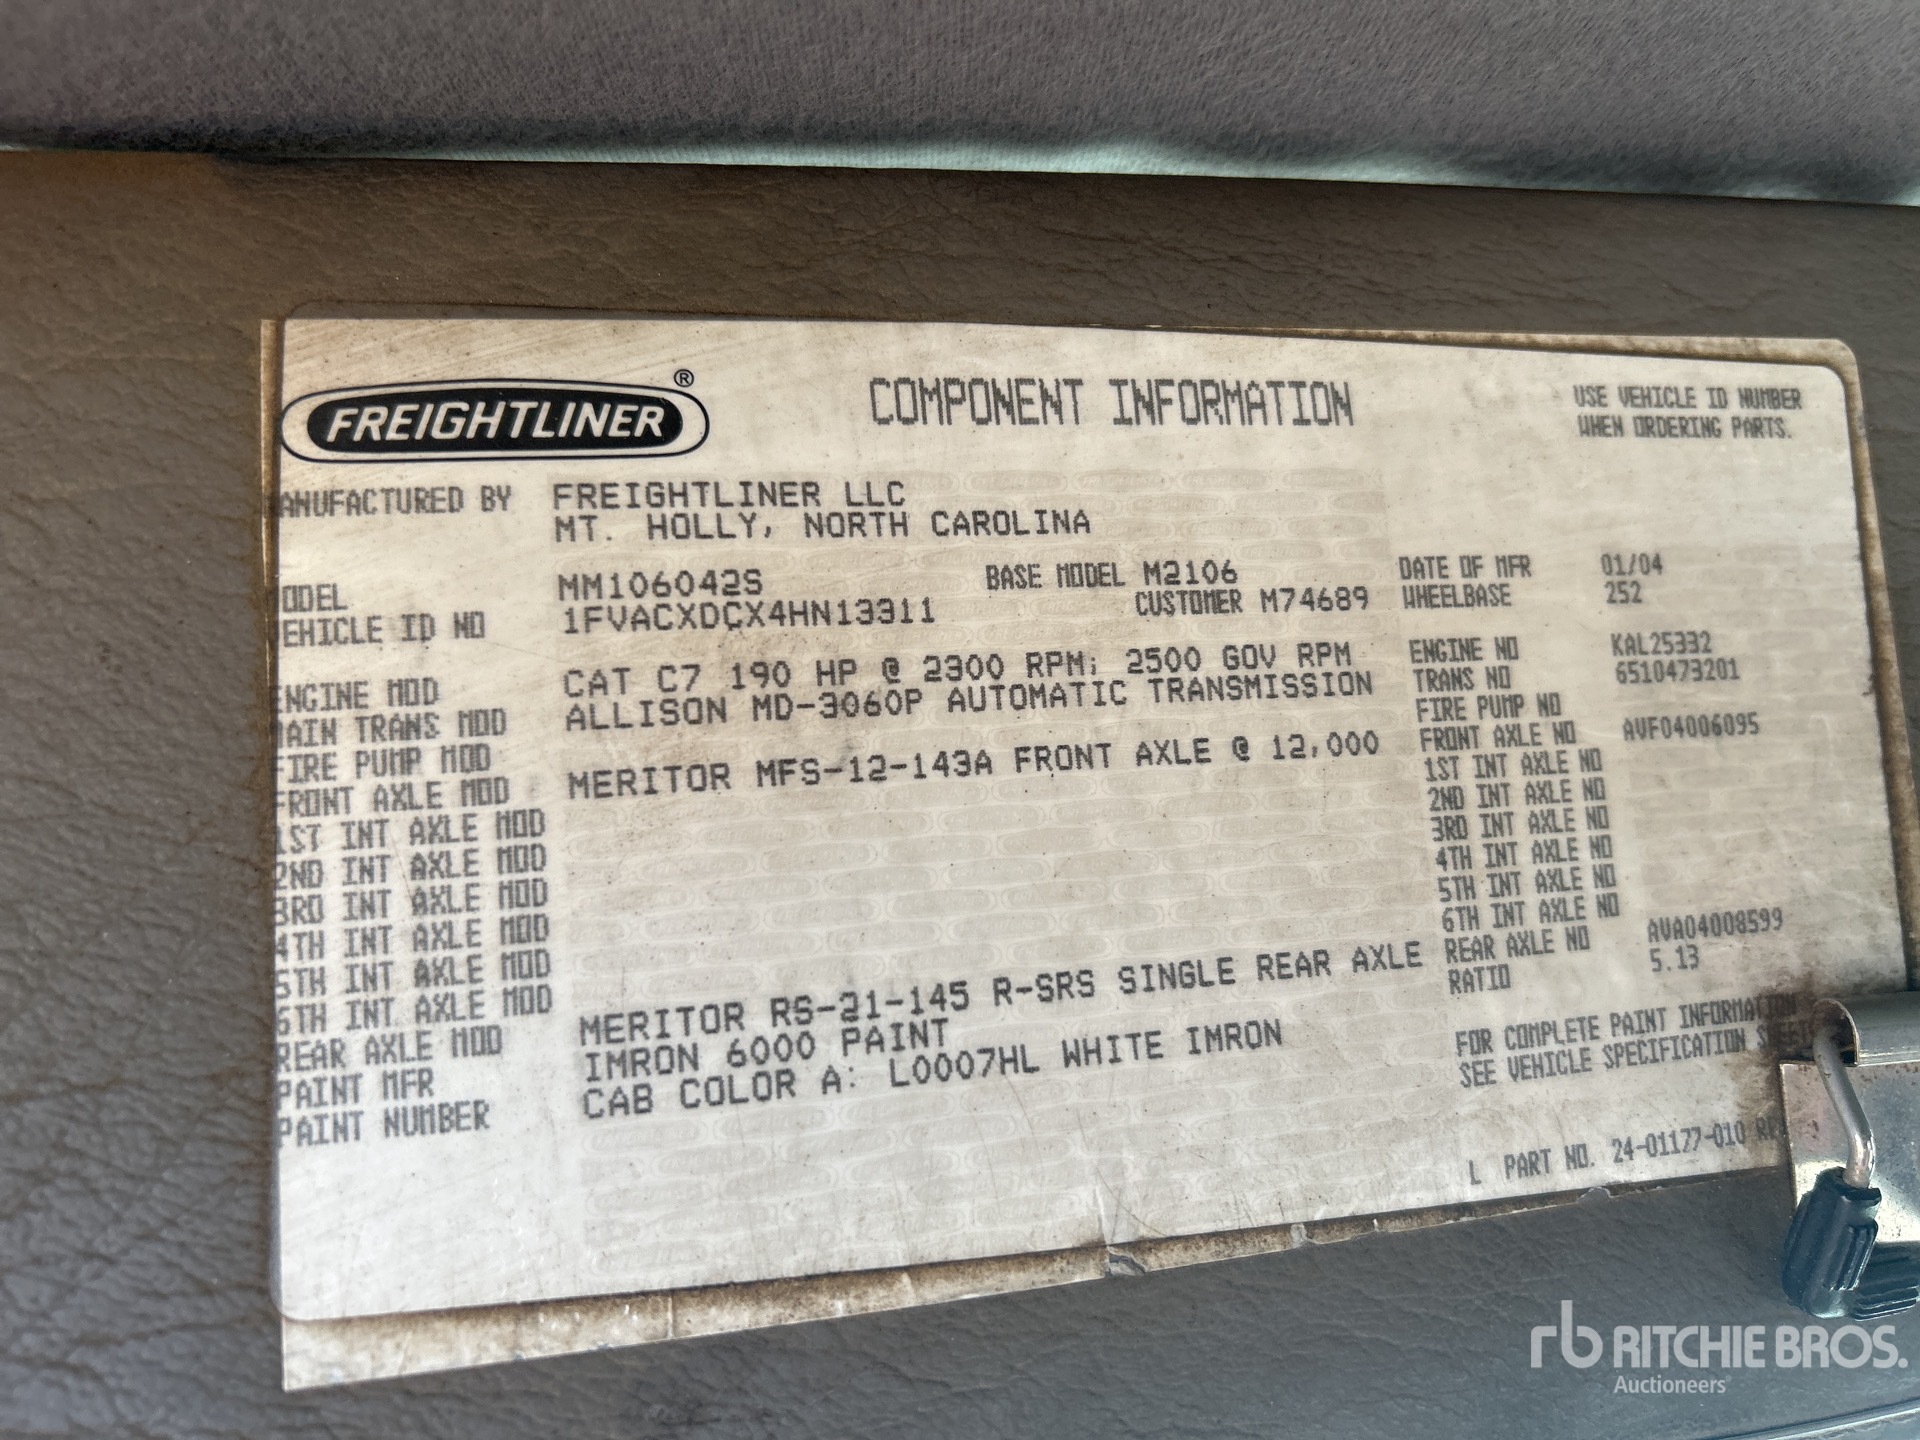 FREIGHTLINER ®
COMPONENT INFORMATION
USE VEHICLE ID NUMBER
WHEN ORDERING PARTS.
ANUFACTURED BY FREIGHTLINER LLC
MT. HOLLY, NORTH CAROLINA
ODEL MM106042S BASE MODEL M2106 DATE OF MFR 01/04
EHICLE ID NO 1FVACXDCX4HN13311 CUSTOMER M74689 WHEELBASE 252
ENGINE MOD CAT C7 190 HP @ 2300 RPM; 2500 GOV RPM ENGINE NO KAL25332
AIN TRANS MOD ALLISON MD-3060P AUTOMATIC TRANSMISSION TRANS NO 6510473201
FIRE PUMP MOD FIRE PUMP NO
FRONT AXLE MOD MERITOR MFS-12-143A FRONT AXLE @ 12,000 FRONT AXLE NO AVF04006095
1ST INT AXLE MOD 1ST INT AXLE NO
2ND INT AXLE MOD 2ND INT AXLE NO
3RD INT AXLE MOD 3RD INT AXLE NO
4TH INT AXLE MOD 4TH INT AXLE NO
5TH INT AXLE MOD 5TH INT AXLE NO
6TH INT AXLE MOD 6TH INT AXLE NO
REAR AXLE MOD MERITOR RS-21-145 R-SRS SINGLE REAR AXLE REAR AXLE NO AVA04008599
RATIO 5.13
PAINT MFR IMRON 6000 PAINT
PAINT NUMBER CAB COLOR A: L0007HL WHITE IMRON
FOR COMPLETE PAINT INFORMATION
SEE VEHICLE SPECIFICATION
L PART NO. 24-01177-010
rb RITCHIE BROS.
Auctioneers